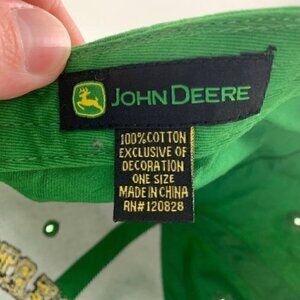 JOHN DEERE
100% COTTON
EXCLUSIVE OF
DECORATION
ONE SIZE
MADE IN CHINA
RN#120828